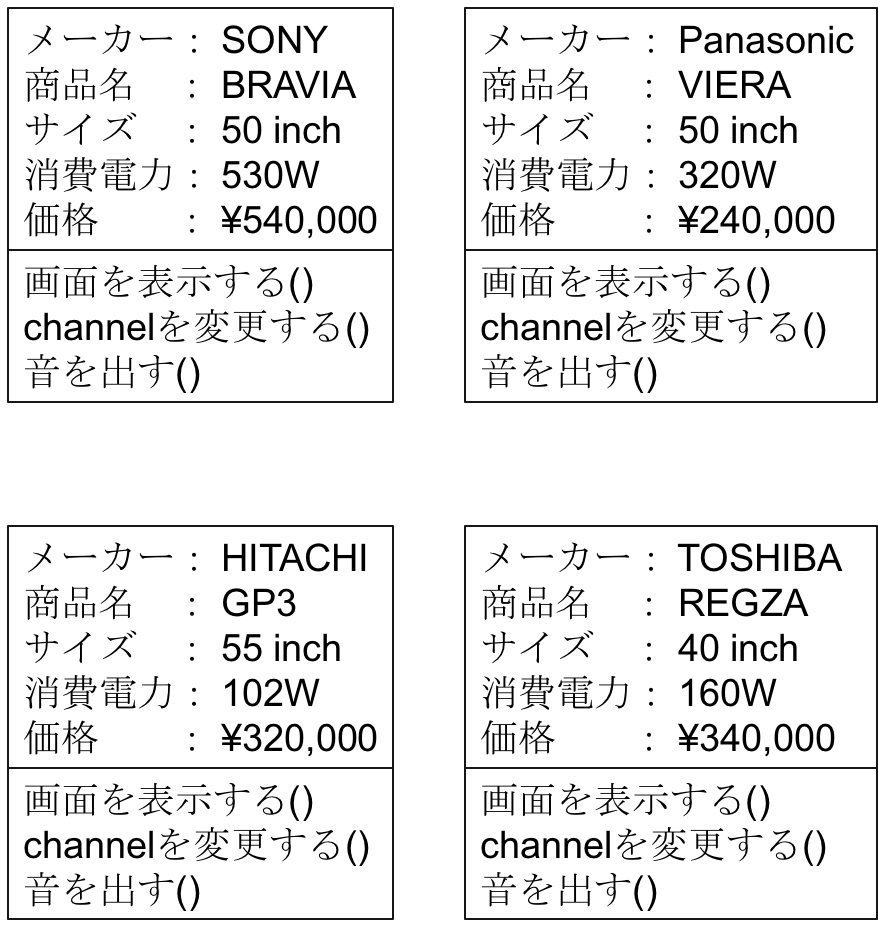 メーカー： SONY
商品名　： BRAVIA
サイズ　： 50 inch
消費電力： 530W
価格　　： ¥540,000
画面を表示する()
channelを変更する()
音を出す()
メーカー： Panasonic
商品名　： VIERA
サイズ　： 50 inch
消費電力： 320W
価格　　： ¥240,000
画面を表示する()
channelを変更する()
音を出す()
メーカー： HITACHI
商品名　： GP3
サイズ　： 55 inch
消費電力： 102W
価格　　： ¥320,000
画面を表示する()
channelを変更する()
音を出す()
メーカー： TOSHIBA
商品名　： REGZA
サイズ　： 40 inch
消費電力： 160W
価格　　： ¥340,000
画面を表示する()
channelを変更する()
音を出す()